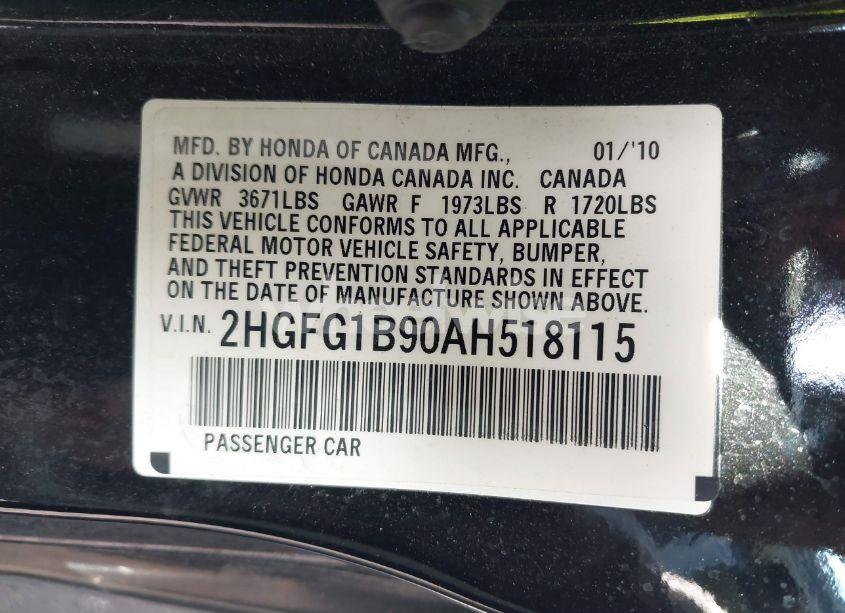 MFD. BY HONDA OF CANADA MFG., 01/'10
A DIVISION OF HONDA CANADA INC. CANADA
GVWR 3671LBS GAWR F 1973LBS R 1720LBS
THIS VEHICLE CONFORMS TO ALL APPLICABLE
FEDERAL MOTOR VEHICLE SAFETY, BUMPER,
AND THEFT PREVENTION STANDARDS IN EFFECT
ON THE DATE OF MANUFACTURE SHOWN ABOVE.
V.I.N. 2HGFG1B90AH518115
PASSENGER CAR